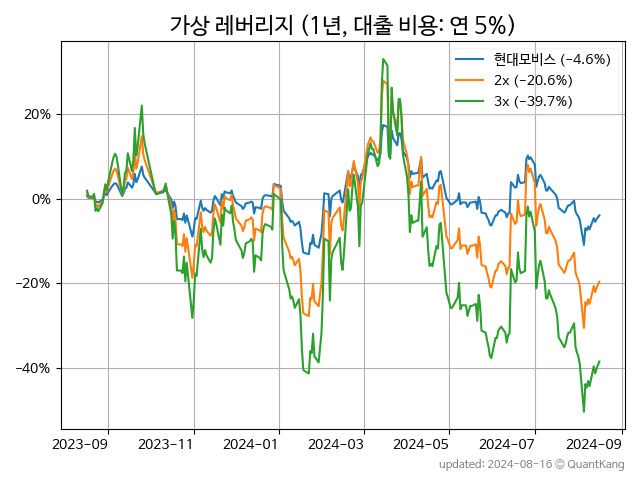 가상 레버리지 (1년, 대출 비용: 연 5%)
현대모비스 (−4.6%)
2x (−20.6%)
3x (−39.7%)
20%
0%
−20%
−40%
2023-09 2023-11 2024-01 2024-03 2024-05 2024-07 2024-09
updated: 2024-08-16 © QuantKang